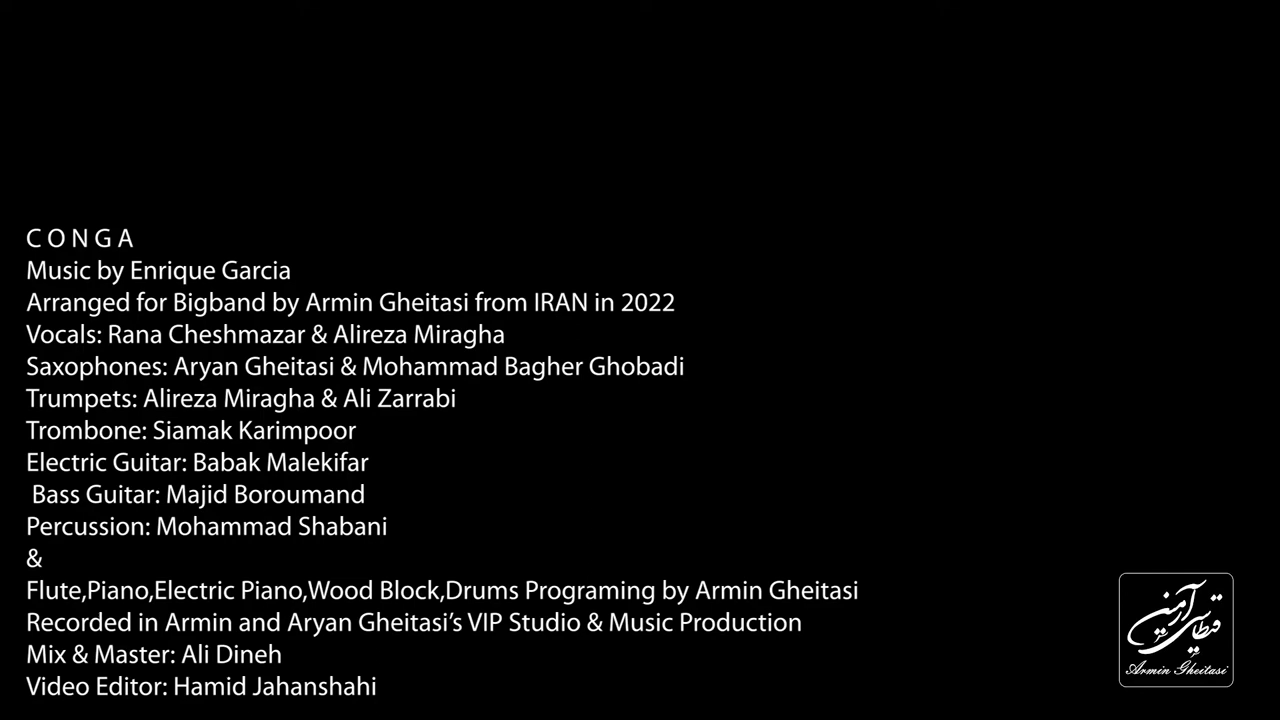 C O N G A
Music by Enrique Garcia
Arranged for Bigband by Armin Gheitasi from IRAN in 2022
Vocals: Rana Cheshmazar & Alireza Miragha
Saxophones: Aryan Gheitasi & Mohammad Bagher Ghobadi
Trumpets: Alireza Miragha & Ali Zarrabi
Trombone: Siamak Karimpoor
Electric Guitar: Babak Malekifar
Bass Guitar: Majid Boroumand
Percussion: Mohammad Shabani
&
Flute,Piano,Electric Piano,Wood Block,Drums Programing by Armin Gheitasi
Recorded in Armin and Aryan Gheitasi’s VIP Studio & Music Production
Mix & Master: Ali Dineh
Video Editor: Hamid Jahanshahi
آرمین قیطاسی
Armin Gheitasi